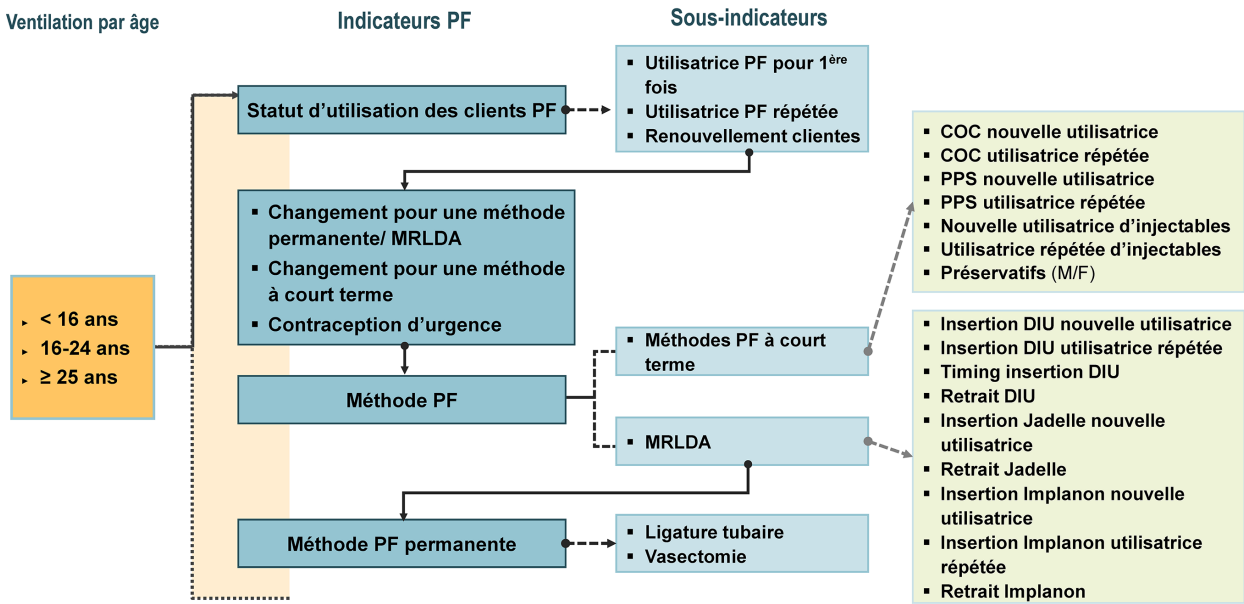 Ventilation par âge
Indicateurs PF
Sous-indicateurs
▸ < 16 ans
▸ 16-24 ans
▸ ≥ 25 ans
Statut d’utilisation des clients PF
▪ Utilisatrice PF pour 1ère
fois
▪ Utilisatrice PF répétée
▪ Renouvellement clientes
▪ Changement pour une méthode
permanente/ MRLDA
▪ Changement pour une méthode
à court terme
▪ Contraception d’urgence
Méthode PF
▪ Méthodes PF à court
terme
▪ MRLDA
Méthode PF permanente
▪ Ligature tubaire
▪ Vasectomie
▪ COC nouvelle utilisatrice
▪ COC utilisatrice répétée
▪ PPS nouvelle utilisatrice
▪ PPS utilisatrice répétée
▪ Nouvelle utilisatrice d’injectables
▪ Utilisatrice répétée d’injectables
▪ Préservatifs (M/F)
▪ Insertion DIU nouvelle utilisatrice
▪ Insertion DIU utilisatrice répétée
▪ Timing insertion DIU
▪ Retrait DIU
▪ Insertion Jadelle nouvelle
utilisatrice
▪ Retrait Jadelle
▪ Insertion Implanon nouvelle
utilisatrice
▪ Insertion Implanon utilisatrice
répétée
▪ Retrait Implanon